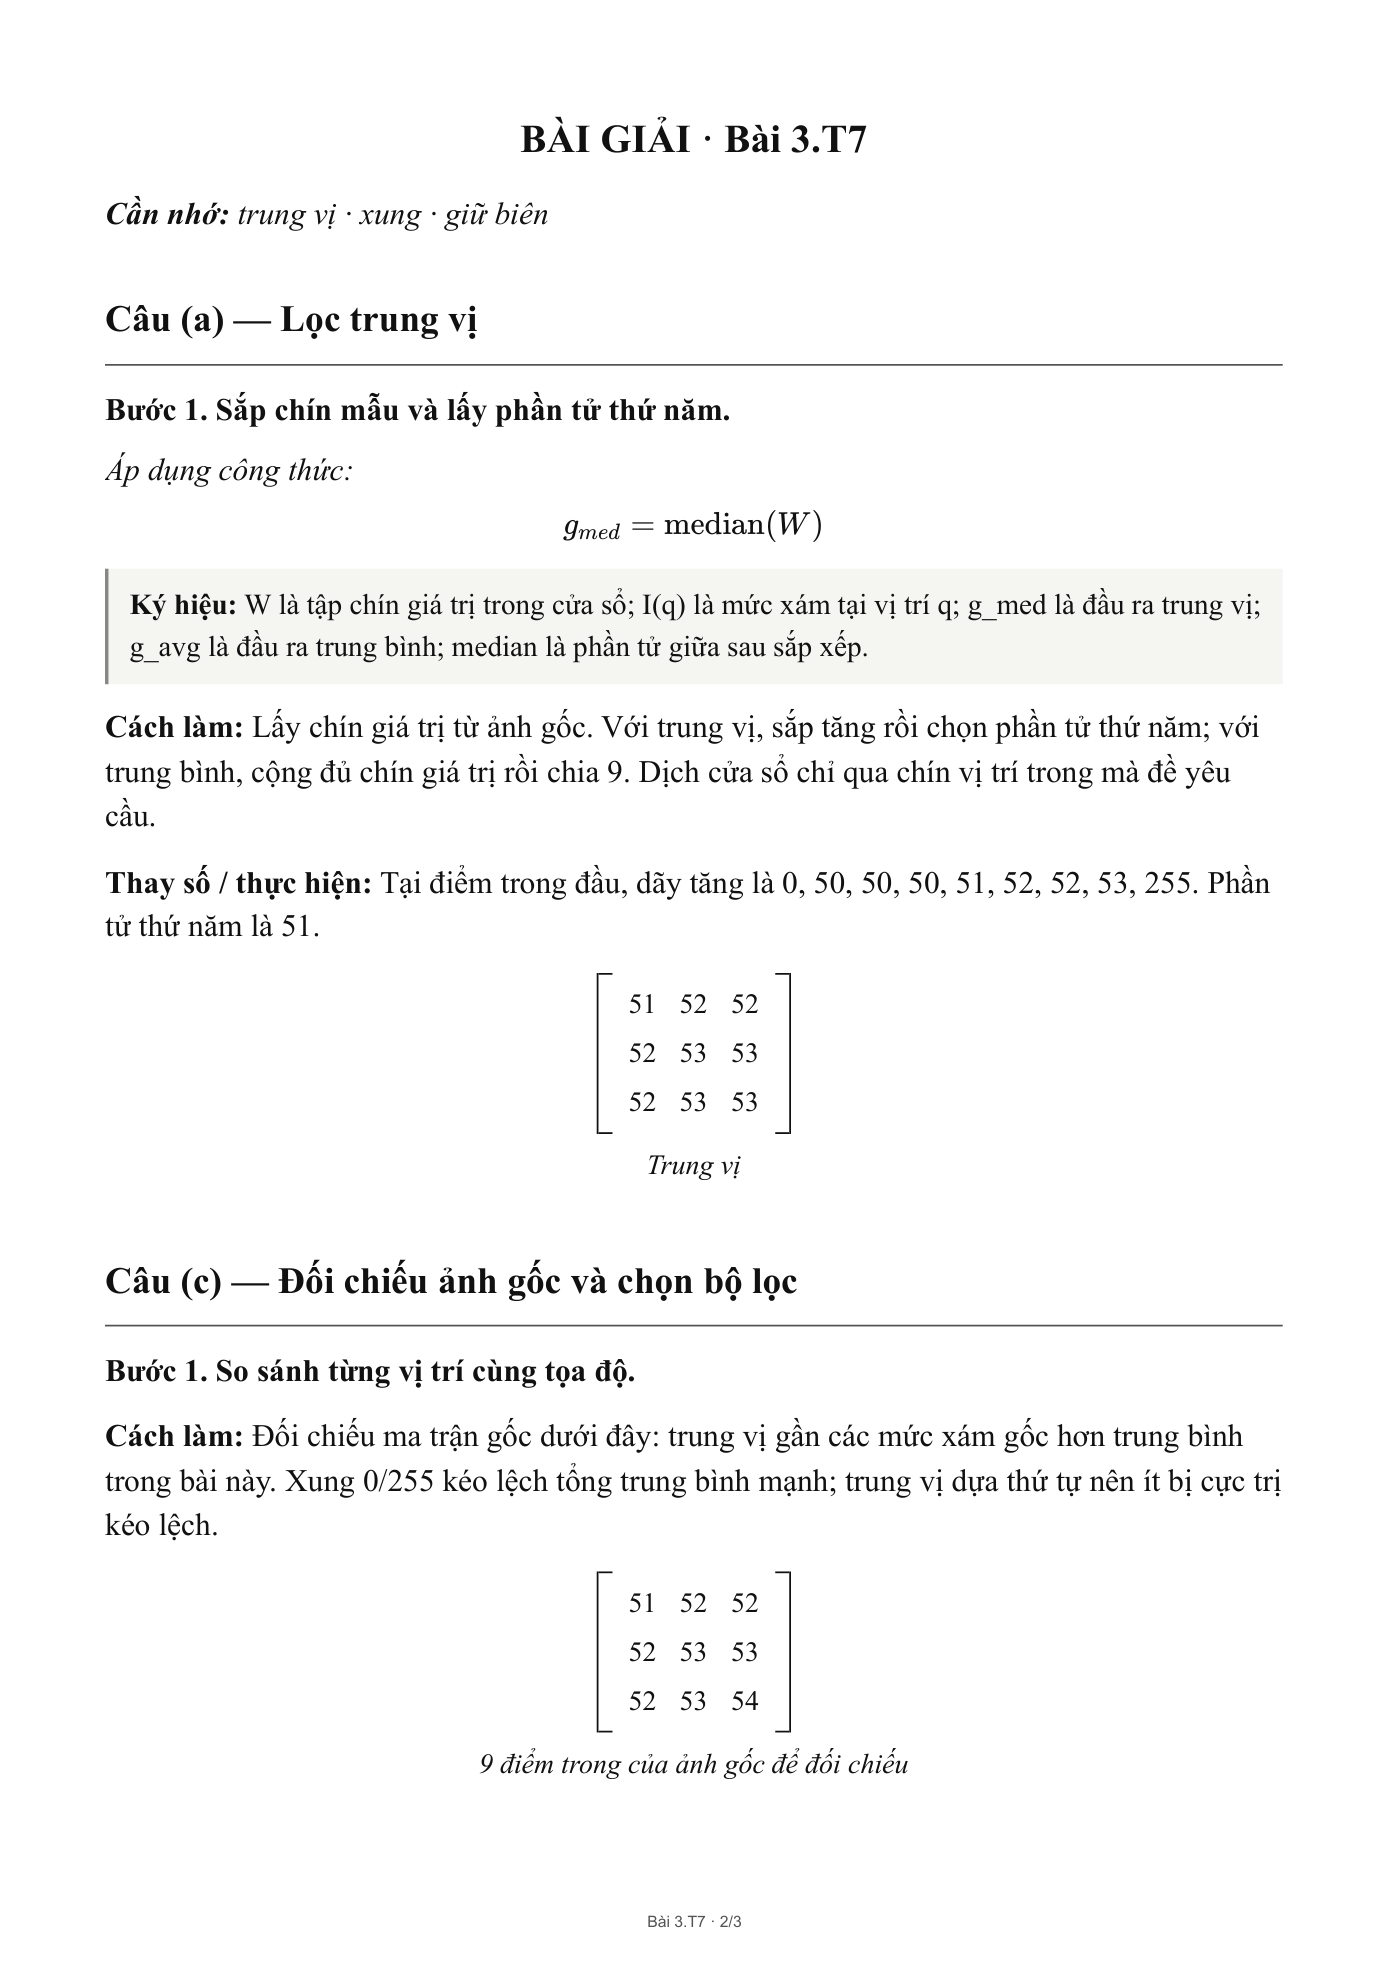 BÀI GIẢI · Bài 3.T7
Cần nhớ: trung vị · xung · giữ biên
Câu (a) — Lọc trung vị
Bước 1. Sắp chín mẫu và lấy phần tử thứ năm.
Áp dụng công thức:
g_med = median(W)
Ký hiệu: W là tập chín giá trị trong cửa sổ; I(q) là mức xám tại vị trí q; g_med là đầu ra trung vị;
g_avg là đầu ra trung bình; median là phần tử giữa sau sắp xếp.
Cách làm: Lấy chín giá trị từ ảnh gốc. Với trung vị, sắp tăng rồi chọn phần tử thứ năm; với
trung bình, cộng đủ chín giá trị rồi chia 9. Dịch cửa sổ chỉ qua chín vị trí trong mà đề yêu
cầu.
Thay số / thực hiện: Tại điểm trong đầu, dãy tăng là 0, 50, 50, 50, 51, 52, 52, 53, 255. Phần
tử thứ năm là 51.
51 52 52
52 53 53
52 53 53
Trung vị
Câu (c) — Đối chiếu ảnh gốc và chọn bộ lọc
Bước 1. So sánh từng vị trí cùng tọa độ.
Cách làm: Đối chiếu ma trận gốc dưới đây: trung vị gần các mức xám gốc hơn trung bình
trong bài này. Xung 0/255 kéo lệch tổng trung bình mạnh; trung vị dựa thứ tự nên ít bị cực trị
kéo lệch.
51 52 52
52 53 53
52 53 54
9 điểm trong của ảnh gốc để đối chiếu
Bài 3.T7 · 2/3